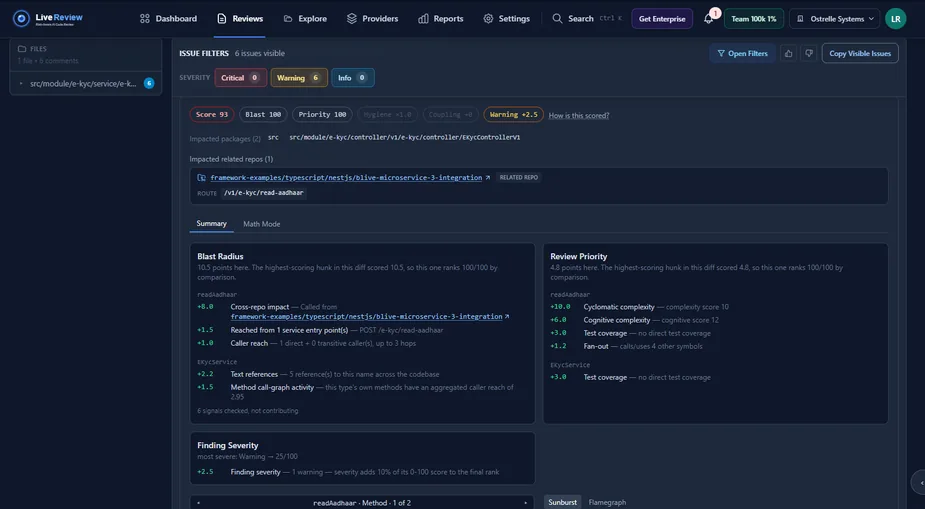 LiveReview
Dashboard
Reviews
Explore
Providers
Reports
Settings
Search Ctrl K
Get Enterprise
1
Team 100k 1%
Ostrelle Systems
LR
FILES
1 file • 6 comments
src/module/e-kyc/service/e-k... 6
ISSUE FILTERS 6 issues visible
Open Filters
Copy Visible Issues
SEVERITY Critical 0 Warning 6 Info 0
Score 93 Blast 100 Priority 100 Hygiene +1.0 Coupling +0 Warning +2.5 How is this scored?
Impacted packages (2) src src/module/e-kyc/controller/v1/e-kyc/controller/EKycControllerV1
Impacted related repos (1)
framework-examples/typescript/nestjs/blive-microservice-3-integration ↗ RELATED REPO
ROUTE /v1/e-kyc/read-aadhaar
Summary Math Mode
Blast Radius
10.5 points here. The highest-scoring hunk in this diff scored 10.5, so this one ranks 100/100 by
comparison.
readAadhaar
+8.0 Cross-repo impact — Called from
framework-examples/typescript/nestjs/blive-microservice-3-integration ↗
+1.5 Reached from 1 service entry point(s) — POST /e-kyc/read-aadhaar
+1.0 Caller reach — 1 direct + 0 transitive caller(s), up to 3 hops
EKycService
+2.2 Text references — 5 reference(s) to this name across the codebase
+1.5 Method call-graph activity — this type's own methods have an aggregated caller reach of
2.95
6 signals checked, not contributing
Review Priority
4.8 points here. The highest-scoring hunk in this diff scored 4.8, so this one ranks 100/100 by
comparison.
readAadhaar
+10.0 Cyclomatic complexity — complexity score 10
+6.0 Cognitive complexity — cognitive score 12
+3.0 Test coverage — no direct test coverage
+1.2 Fan-out — calls/uses 4 other symbols
EKycService
+3.0 Test coverage — no direct test coverage
Finding Severity
most severe: Warning → 25/100
+2.5 Finding severity — 1 warning — severity adds 10% of its 0-100 score to the final rank
readAadhaar · Method · 1 of 2
Sunburst Flamegraph